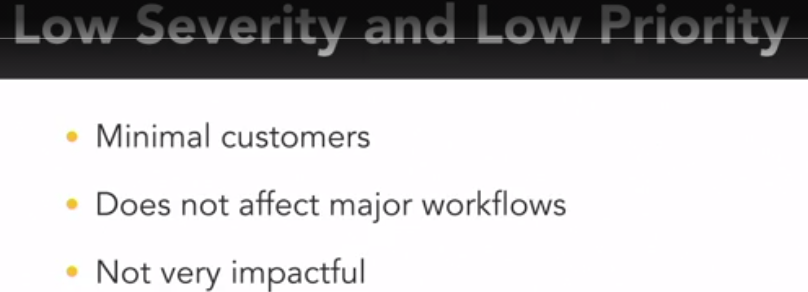 Low Severity and Low Priority
Minimal customers
Does not affect major workflows
Not very impactful